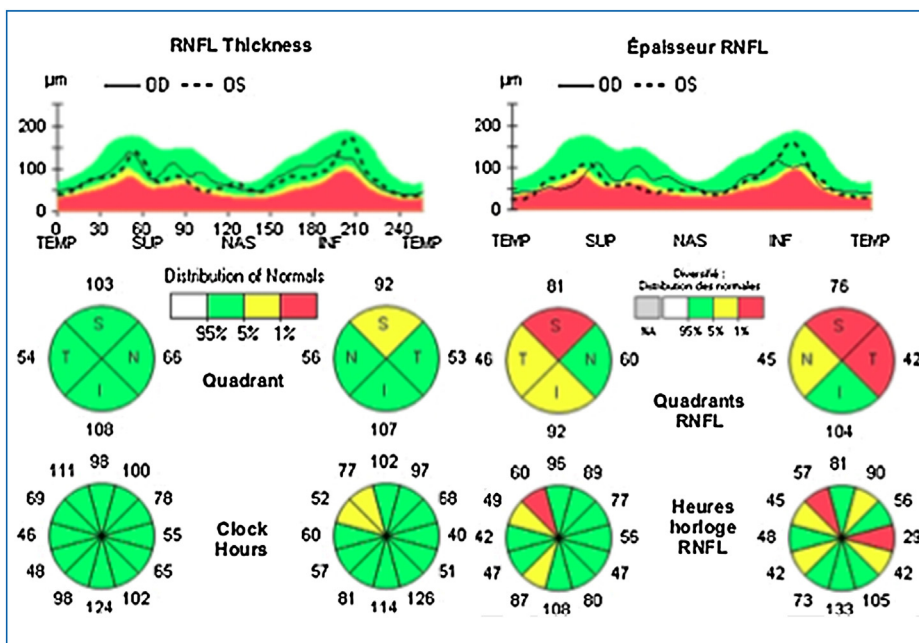 RNFL Thickness
Épaisseur RNFL
µm
OD
OS
µm
OD
OS
200
100
0
0 30 60 90 120 150 180 210 240
TEMP SUP NAS INF TEMP
200
100
0
TEMP SUP NAS INF TEMP
Distribution of Normals
95% 5% 1%
Quadrant
103
S
54 T N 66
I
108
92
S
56 N T 53
I
107
Diversifié :
Distribution des normales
NA 95% 5% 1%
Quadrants
RNFL
81
S
46 T N 60
I
92
76
S
45 N T 42
I
104
Clock
Hours
98
111 100
69 78
46 55
48 65
98 102
124
102
77 97
52 68
60 40
57 51
81 126
114
Heures
horloge
RNFL
95
60 89
49 77
42 56
47 47
87 80
108
81
57 90
45 56
48 23
42 42
73 105
133